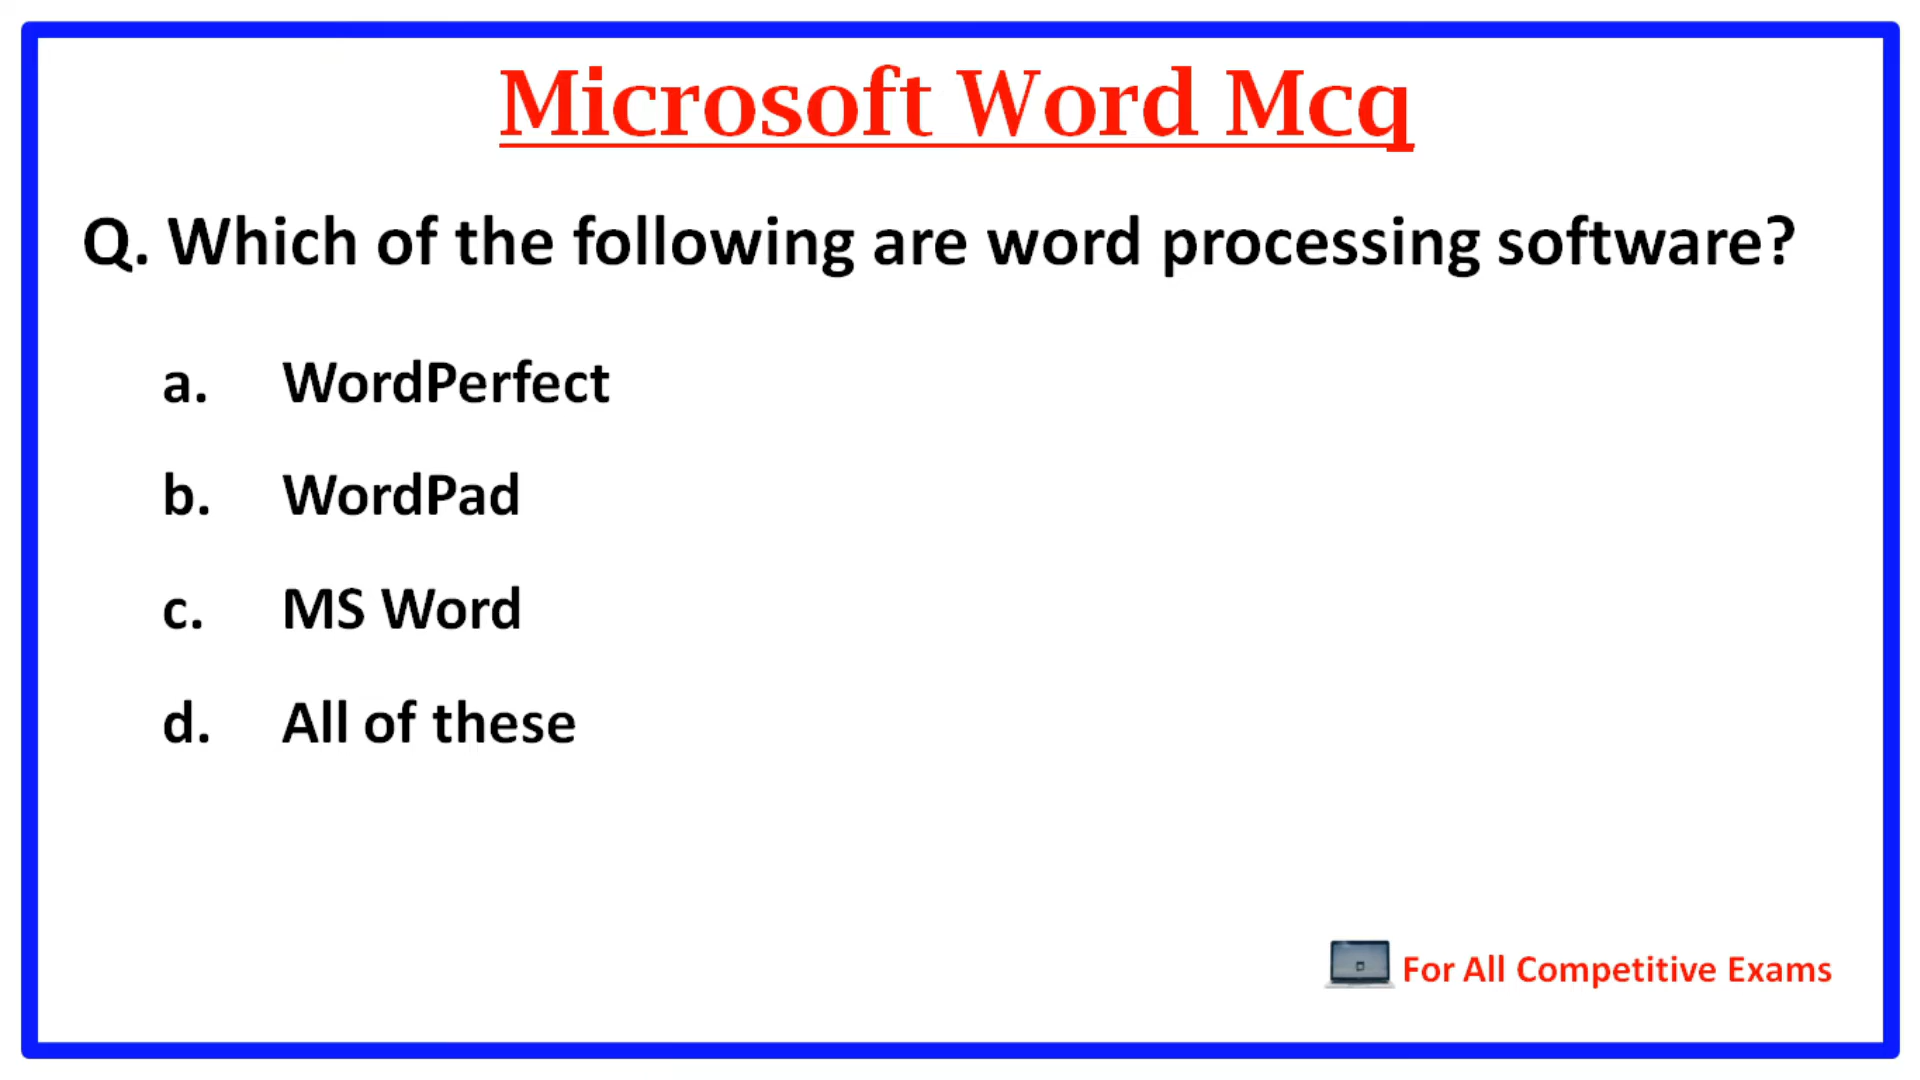 Microsoft Word Mcq
Q. Which of the following are word processing software?
a. WordPerfect
b. WordPad
c. MS Word
d. All of these
For All Competitive Exams